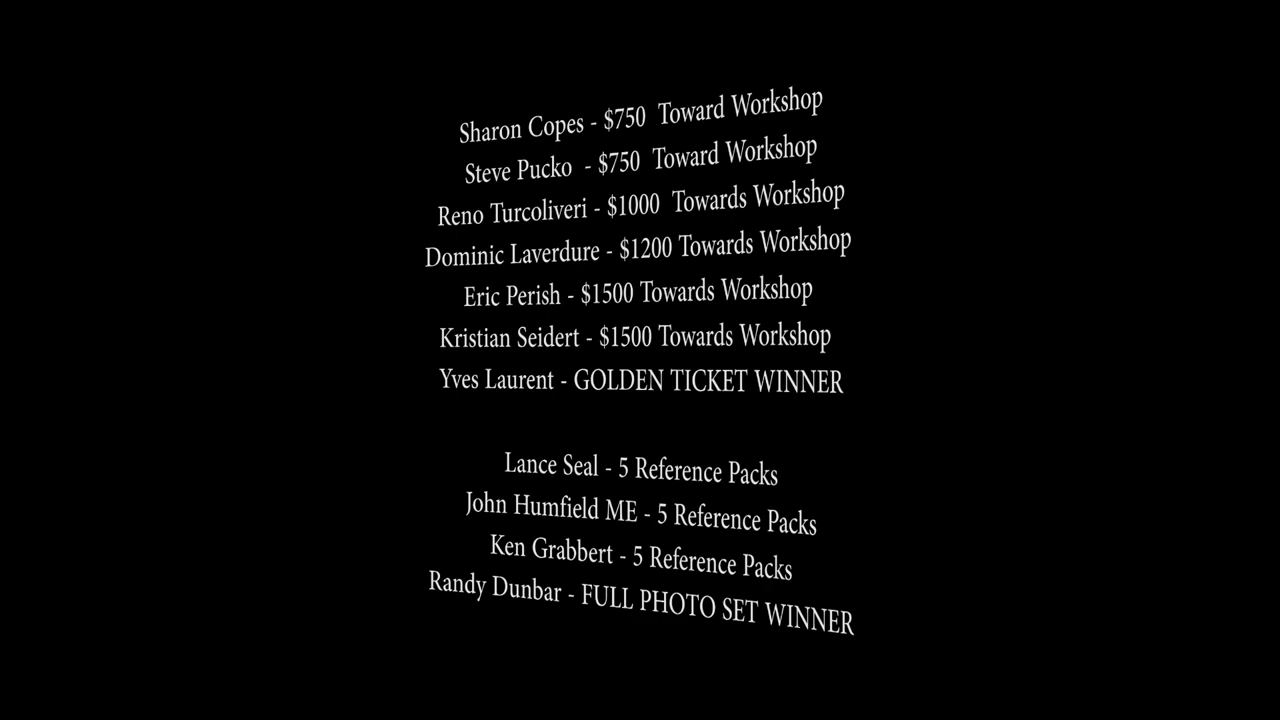 Sharon Copes - $750  Toward Workshop
Steve Pucko  - $750  Toward Workshop
Reno Turcoliveri - $1000  Towards Workshop
Dominic Laverdure - $1200 Towards Workshop
Eric Perish - $1500 Towards Workshop
Kristian Seidert - $1500 Towards Workshop
Yves Laurent - GOLDEN TICKET WINNER
Lance Seal - 5 Reference Packs
John Humfield ME - 5 Reference Packs
Ken Grabbert - 5 Reference Packs
Randy Dunbar - FULL PHOTO SET WINNER